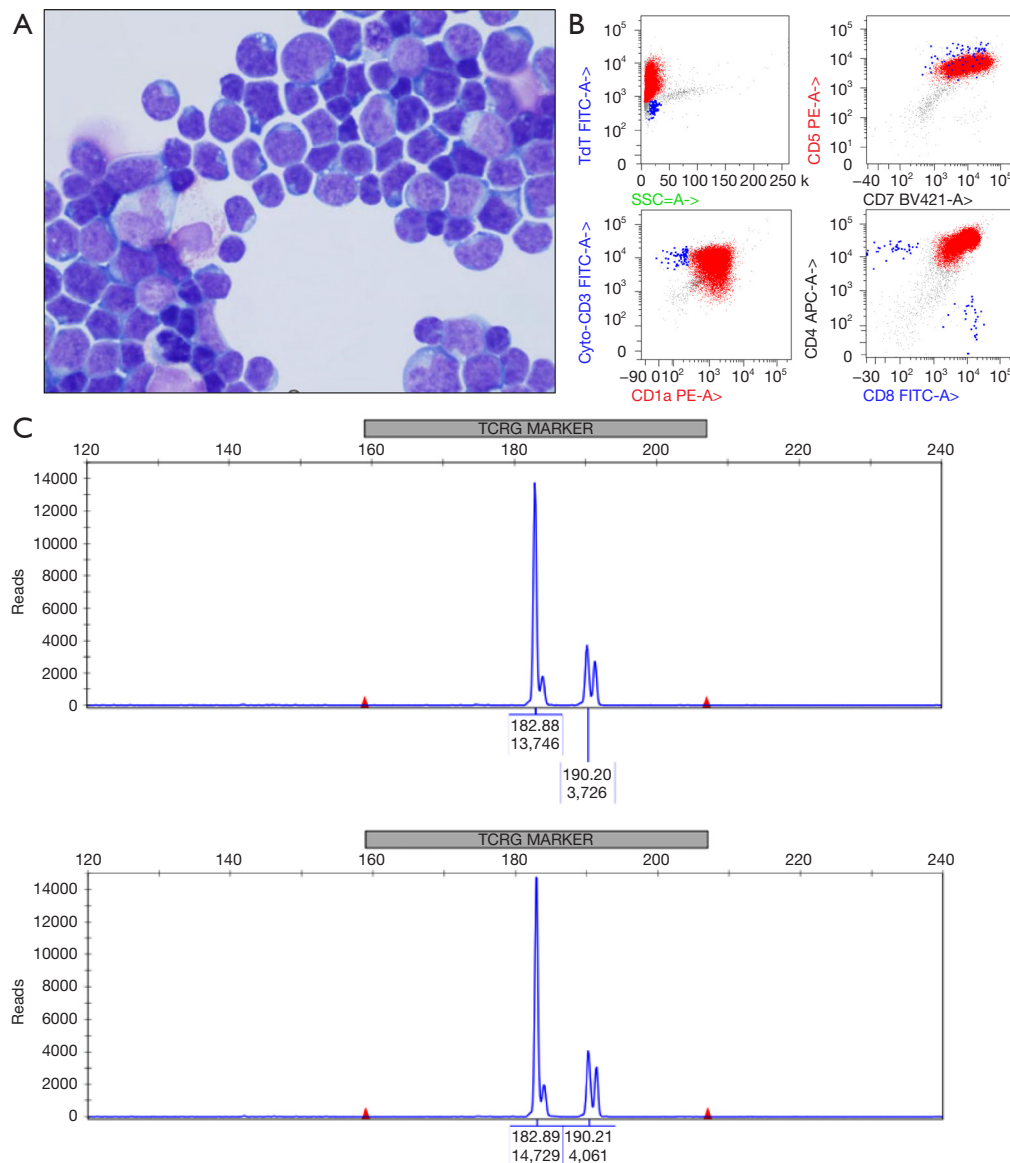 A
B
10⁵
10⁴
10³
10²
0
TdT FITC-A->
0 50 100 150 200 250 k
SSC=A->
10⁵
10⁴
10³
10²
10¹
0
CD5 PE-A->
−40 10² 10³ 10⁴ 10⁵
CD7 BV421-A>
10⁵
10⁴
10³
10²
0
Cyto-CD3 FITC-A->
−90 10² 10³ 10⁴ 10⁵
CD1a PE-A>
10⁵
10⁴
10³
10²
0
CD4 APC-A->
−30 10² 10³ 10⁴ 10⁵
CD8 FITC-A>
C
TCRG MARKER
120 140 160 180 200 220 240
14000
12000
10000
8000
6000
4000
2000
0
Reads
182.88
13,746
190.20
3,726
TCRG MARKER
120 140 160 180 200 220 240
14000
12000
10000
8000
6000
4000
2000
0
Reads
182.89 190.21
14,729 4,061